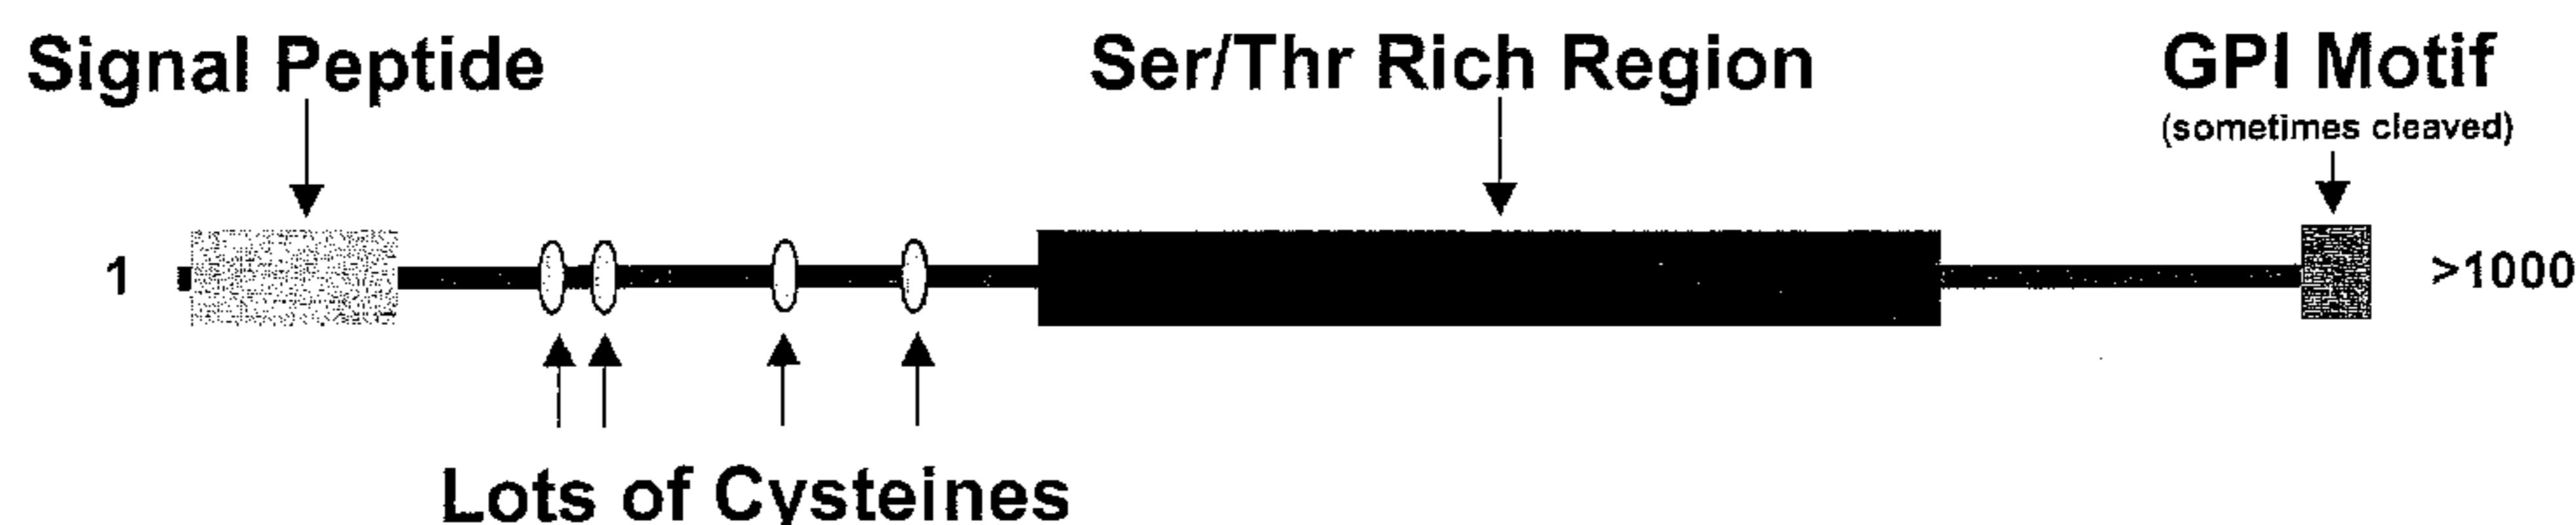 Signal Peptide
Ser/Thr Rich Region
GPI Motif
(sometimes cleaved)
1
>1000
Lots of Cysteines